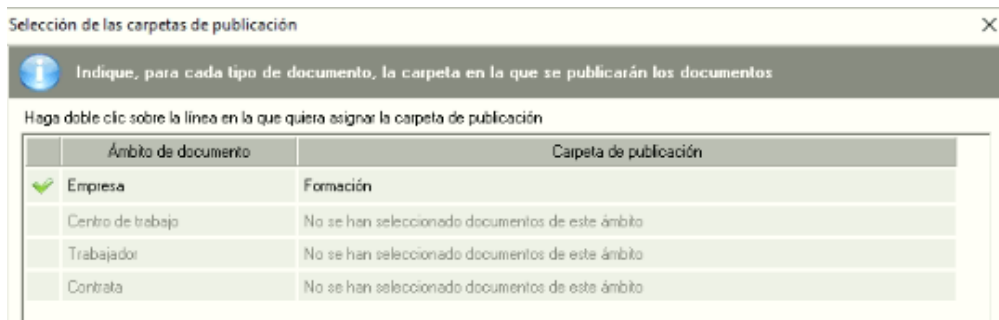 Selección de las carpetas de publicación
Indique, para cada tipo de documento, la carpeta en la que se publicarán los documentos
Haga doble clic sobre la línea en la que quiera asignar la carpeta de publicación
Ámbito de documento Carpeta de publicación
Empresa Formación
Centro de trabajo No se han seleccionado documentos de este ámbito
Trabajador No se han seleccionado documentos de este ámbito
Contrata No se han seleccionado documentos de este ámbito